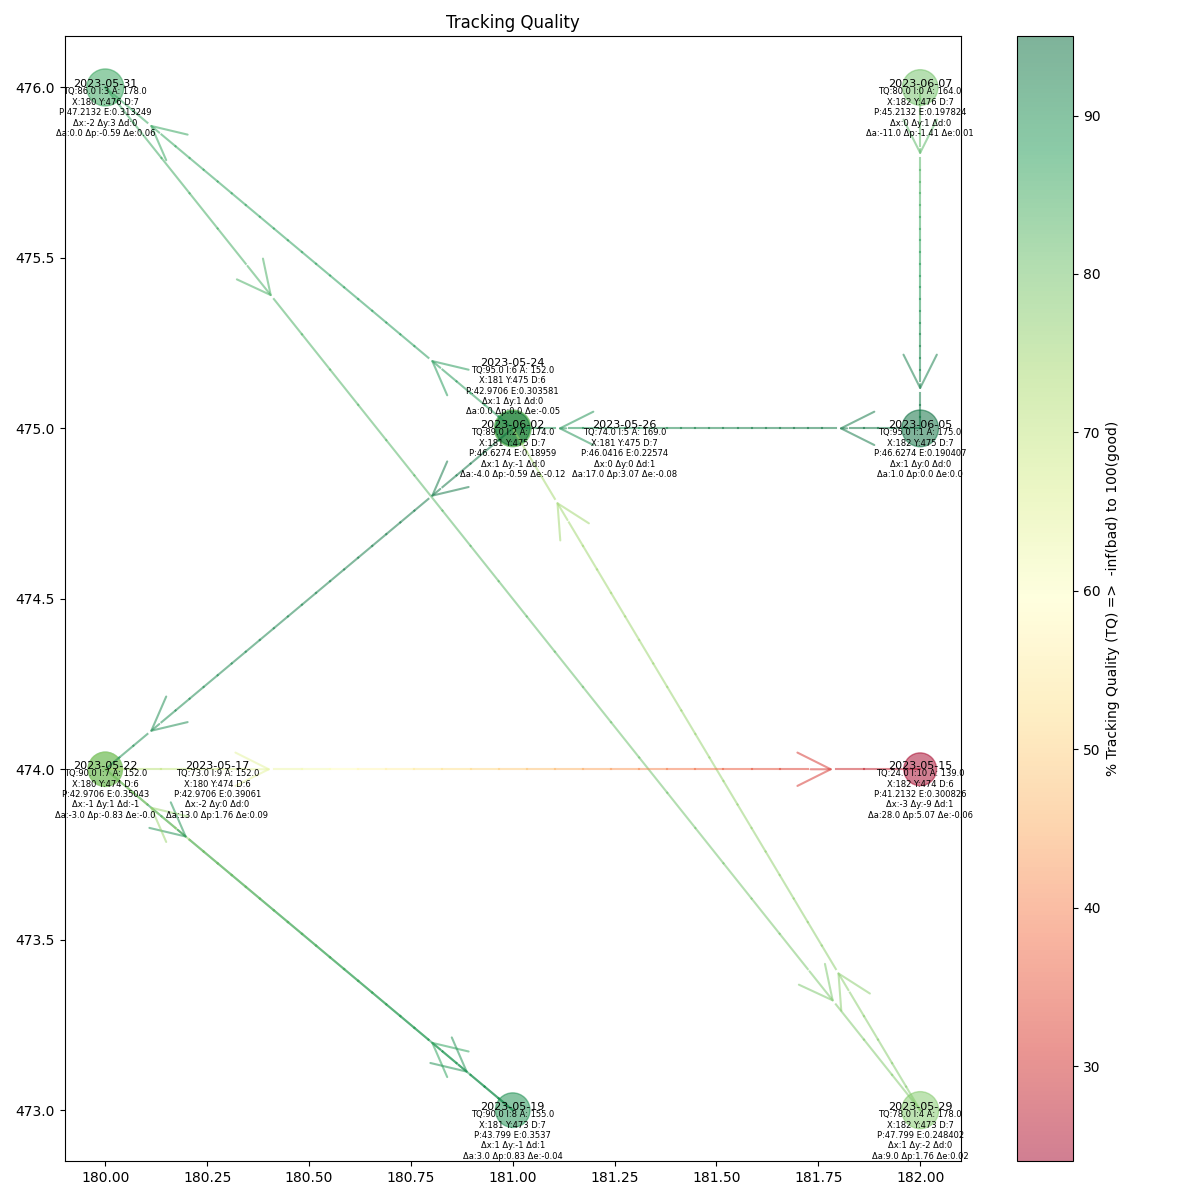 Tracking Quality
476.0
475.5
475.0
474.5
474.0
473.5
473.0
2023-05-31
TQ:86.0 I:3 A: 178.0
X:180 Y:476 D:7
P:47.2132 E:0.313249
Δx:-2 Δy:3 Δd:0
Δa:0.0 Δp:-0.59 Δe:0.06
2023-06-07
TQ:80.0 I:0 A: 164.0
X:182 Y:476 D:7
P:45.2132 E:0.197824
Δx:0 Δy:1 Δd:0
Δa:-11.0 Δp:-1.41 Δe:0.01
2023-05-24
TQ:95.0 I:6 A: 152.0
X:181 Y:475 D:6
P:42.9706 E:0.303581
Δx:1 Δy:1 Δd:0
Δa:0.0 Δp:0.0 Δe:-0.05
2023-06-02
TQ:89.0 I:2 A: 174.0
X:181 Y:475 D:7
P:46.6274 E:0.18959
Δx:1 Δy:-1 Δd:0
Δa:-4.0 Δp:-0.59 Δe:-0.12
2023-05-26
TQ:74.0 I:5 A: 169.0
X:181 Y:475 D:7
P:46.0416 E:0.22574
Δx:0 Δy:0 Δd:1
Δa:17.0 Δp:3.07 Δe:-0.08
2023-06-05
TQ:95.0 I:1 A: 175.0
X:182 Y:475 D:7
P:46.6274 E:0.190407
Δx:1 Δy:0 Δd:0
Δa:1.0 Δp:0.0 Δe:0.0
2023-05-22
TQ:90.0 I:7 A: 152.0
X:180 Y:474 D:6
P:42.9706 E:0.35043
Δx:-1 Δy:1 Δd:-1
Δa:-3.0 Δp:-0.83 Δe:-0.0
2023-05-17
TQ:73.0 I:9 A: 152.0
X:180 Y:474 D:6
P:42.9706 E:0.39061
Δx:-2 Δy:0 Δd:0
Δa:13.0 Δp:1.76 Δe:0.09
2023-05-15
TQ:24.0 I:10 A: 139.0
X:182 Y:474 D:6
P:41.2132 E:0.300826
Δx:-3 Δy:-9 Δd:1
Δa:28.0 Δp:5.07 Δe:-0.06
2023-05-19
TQ:90.0 I:8 A: 155.0
X:181 Y:473 D:7
P:43.799 E:0.3537
Δx:1 Δy:-1 Δd:1
Δa:3.0 Δp:0.83 Δe:-0.04
2023-05-29
TQ:78.0 I:4 A: 178.0
X:182 Y:473 D:7
P:47.799 E:0.248402
Δx:1 Δy:-2 Δd:0
Δa:9.0 Δp:1.76 Δe:0.02
180.00
180.25
180.50
180.75
181.00
181.25
181.50
181.75
182.00
90
80
70
60
50
40
30
% Tracking Quality (TQ) => -inf(bad) to 100(good)